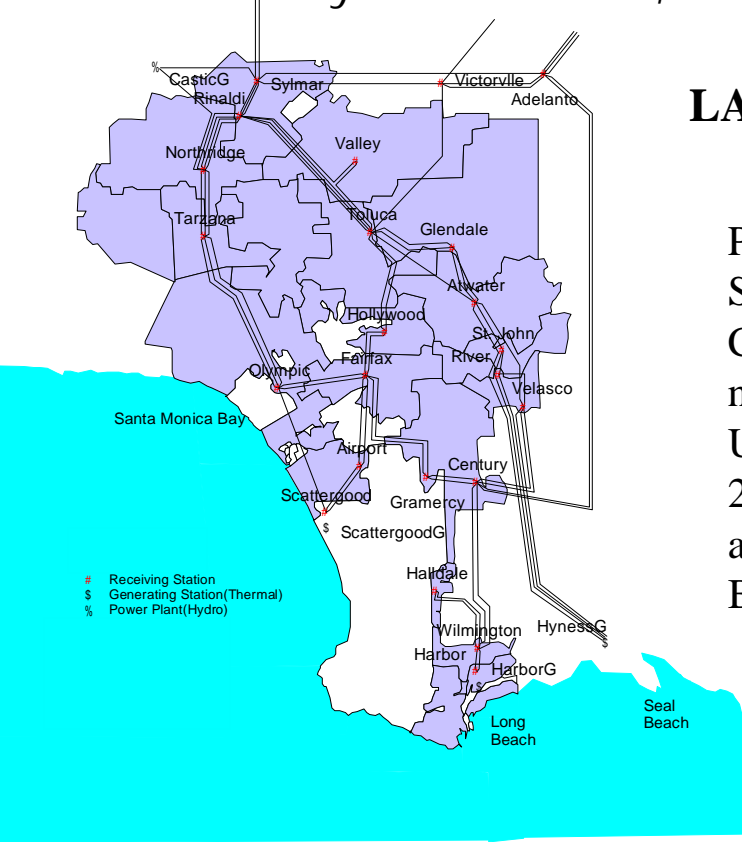 LA
%
CasticG
Sylmar
Victorvlle
Rinaldi
Adelanto
Valley
Northridge
Tarzana
Toluca
Glendale
Atwater
Hollywood
St. John
Fairfax
RIver
Olympic
Velasco
Santa Monica Bay
Airport
Century
Scattergood
Gramercy
$
ScattergoodG
# Receiving Station
$ Generating Station(Thermal)
% Power Plant(Hydro)
Halldale
Wilmington
HynessG
$
Harbor
HarborG
$
Long
Beach
Seal
Beach
P
S
C
n
U
2
a